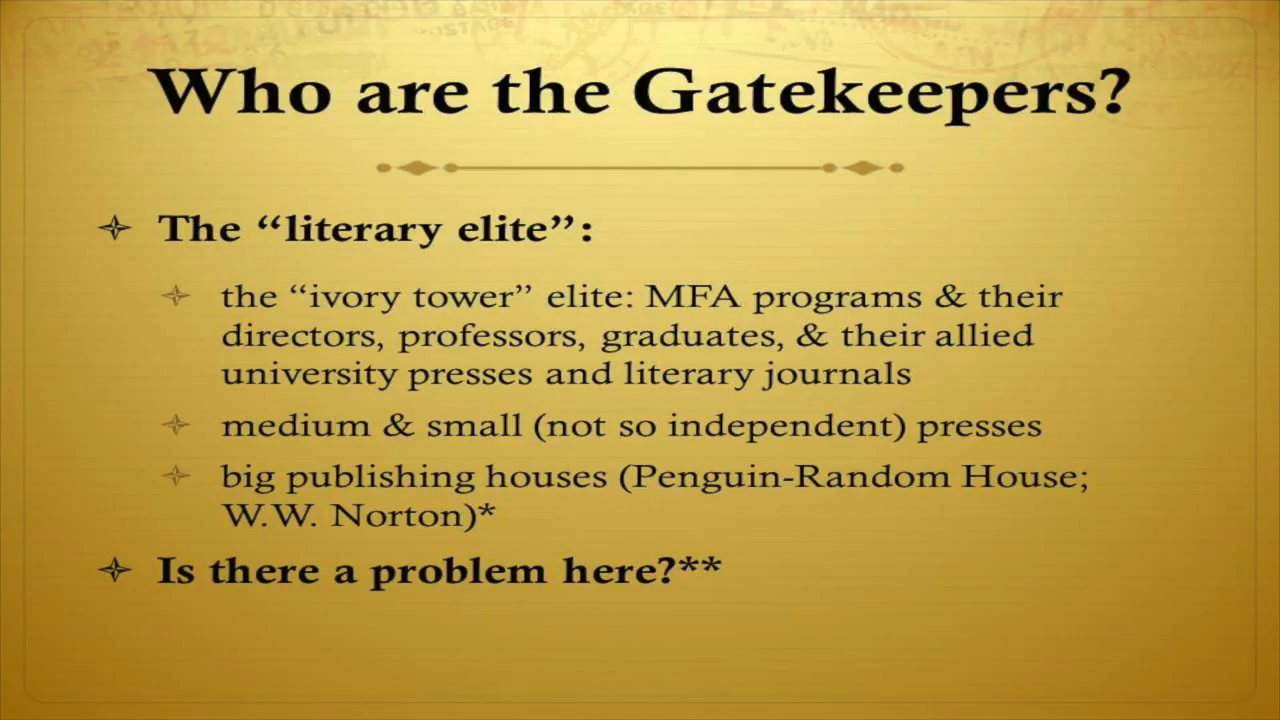 Who are the Gatekeepers?
The “literary elite”:
the “ivory tower” elite: MFA programs & their
directors, professors, graduates, & their allied
university presses and literary journals
medium & small (not so independent) presses
big publishing houses (Penguin-Random House;
W.W. Norton)*
Is there a problem here?**